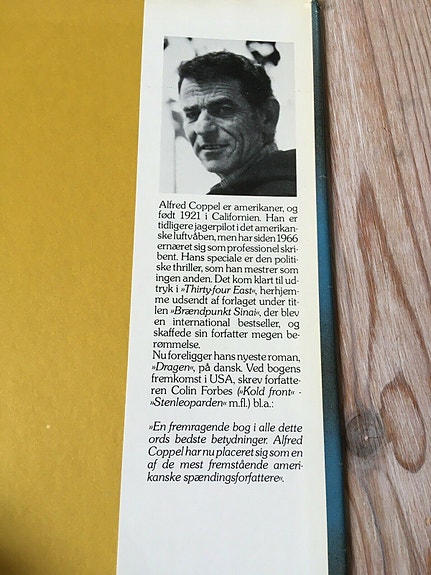 Alfred Coppel er amerikaner, og
født 1921 i Californien. Han er
tidligere jagerpilot i det amerikan-
ske luftvåben, men har siden 1966
ernæret sig som professionel skri-
bent. Hans speciale er den politi-
ske thriller, som han mestrer som
ingen anden. Det kom klart til ud-
tryk i »Thirty-four East«, herhjem-
me udsendt af forlaget under tit-
len »Brændpunkt Sinai«, der blev
en international bestseller, og
skaffede sin forfatter megen be-
rømmelse.
Nu foreligger hans nyeste roman,
»Dragen«, på dansk. Ved bogens
fremkomst i USA, skrev forfatte-
ren Colin Forbes (»Kold front« -
»Stenleoparden« m.fl.) bl.a.:
»En fremragende bog i alle dette
ords bedste betydninger. Alfred
Coppel har nu placeret sig som en
af de mest fremstående ameri-
kanske spændingsforfattere«.